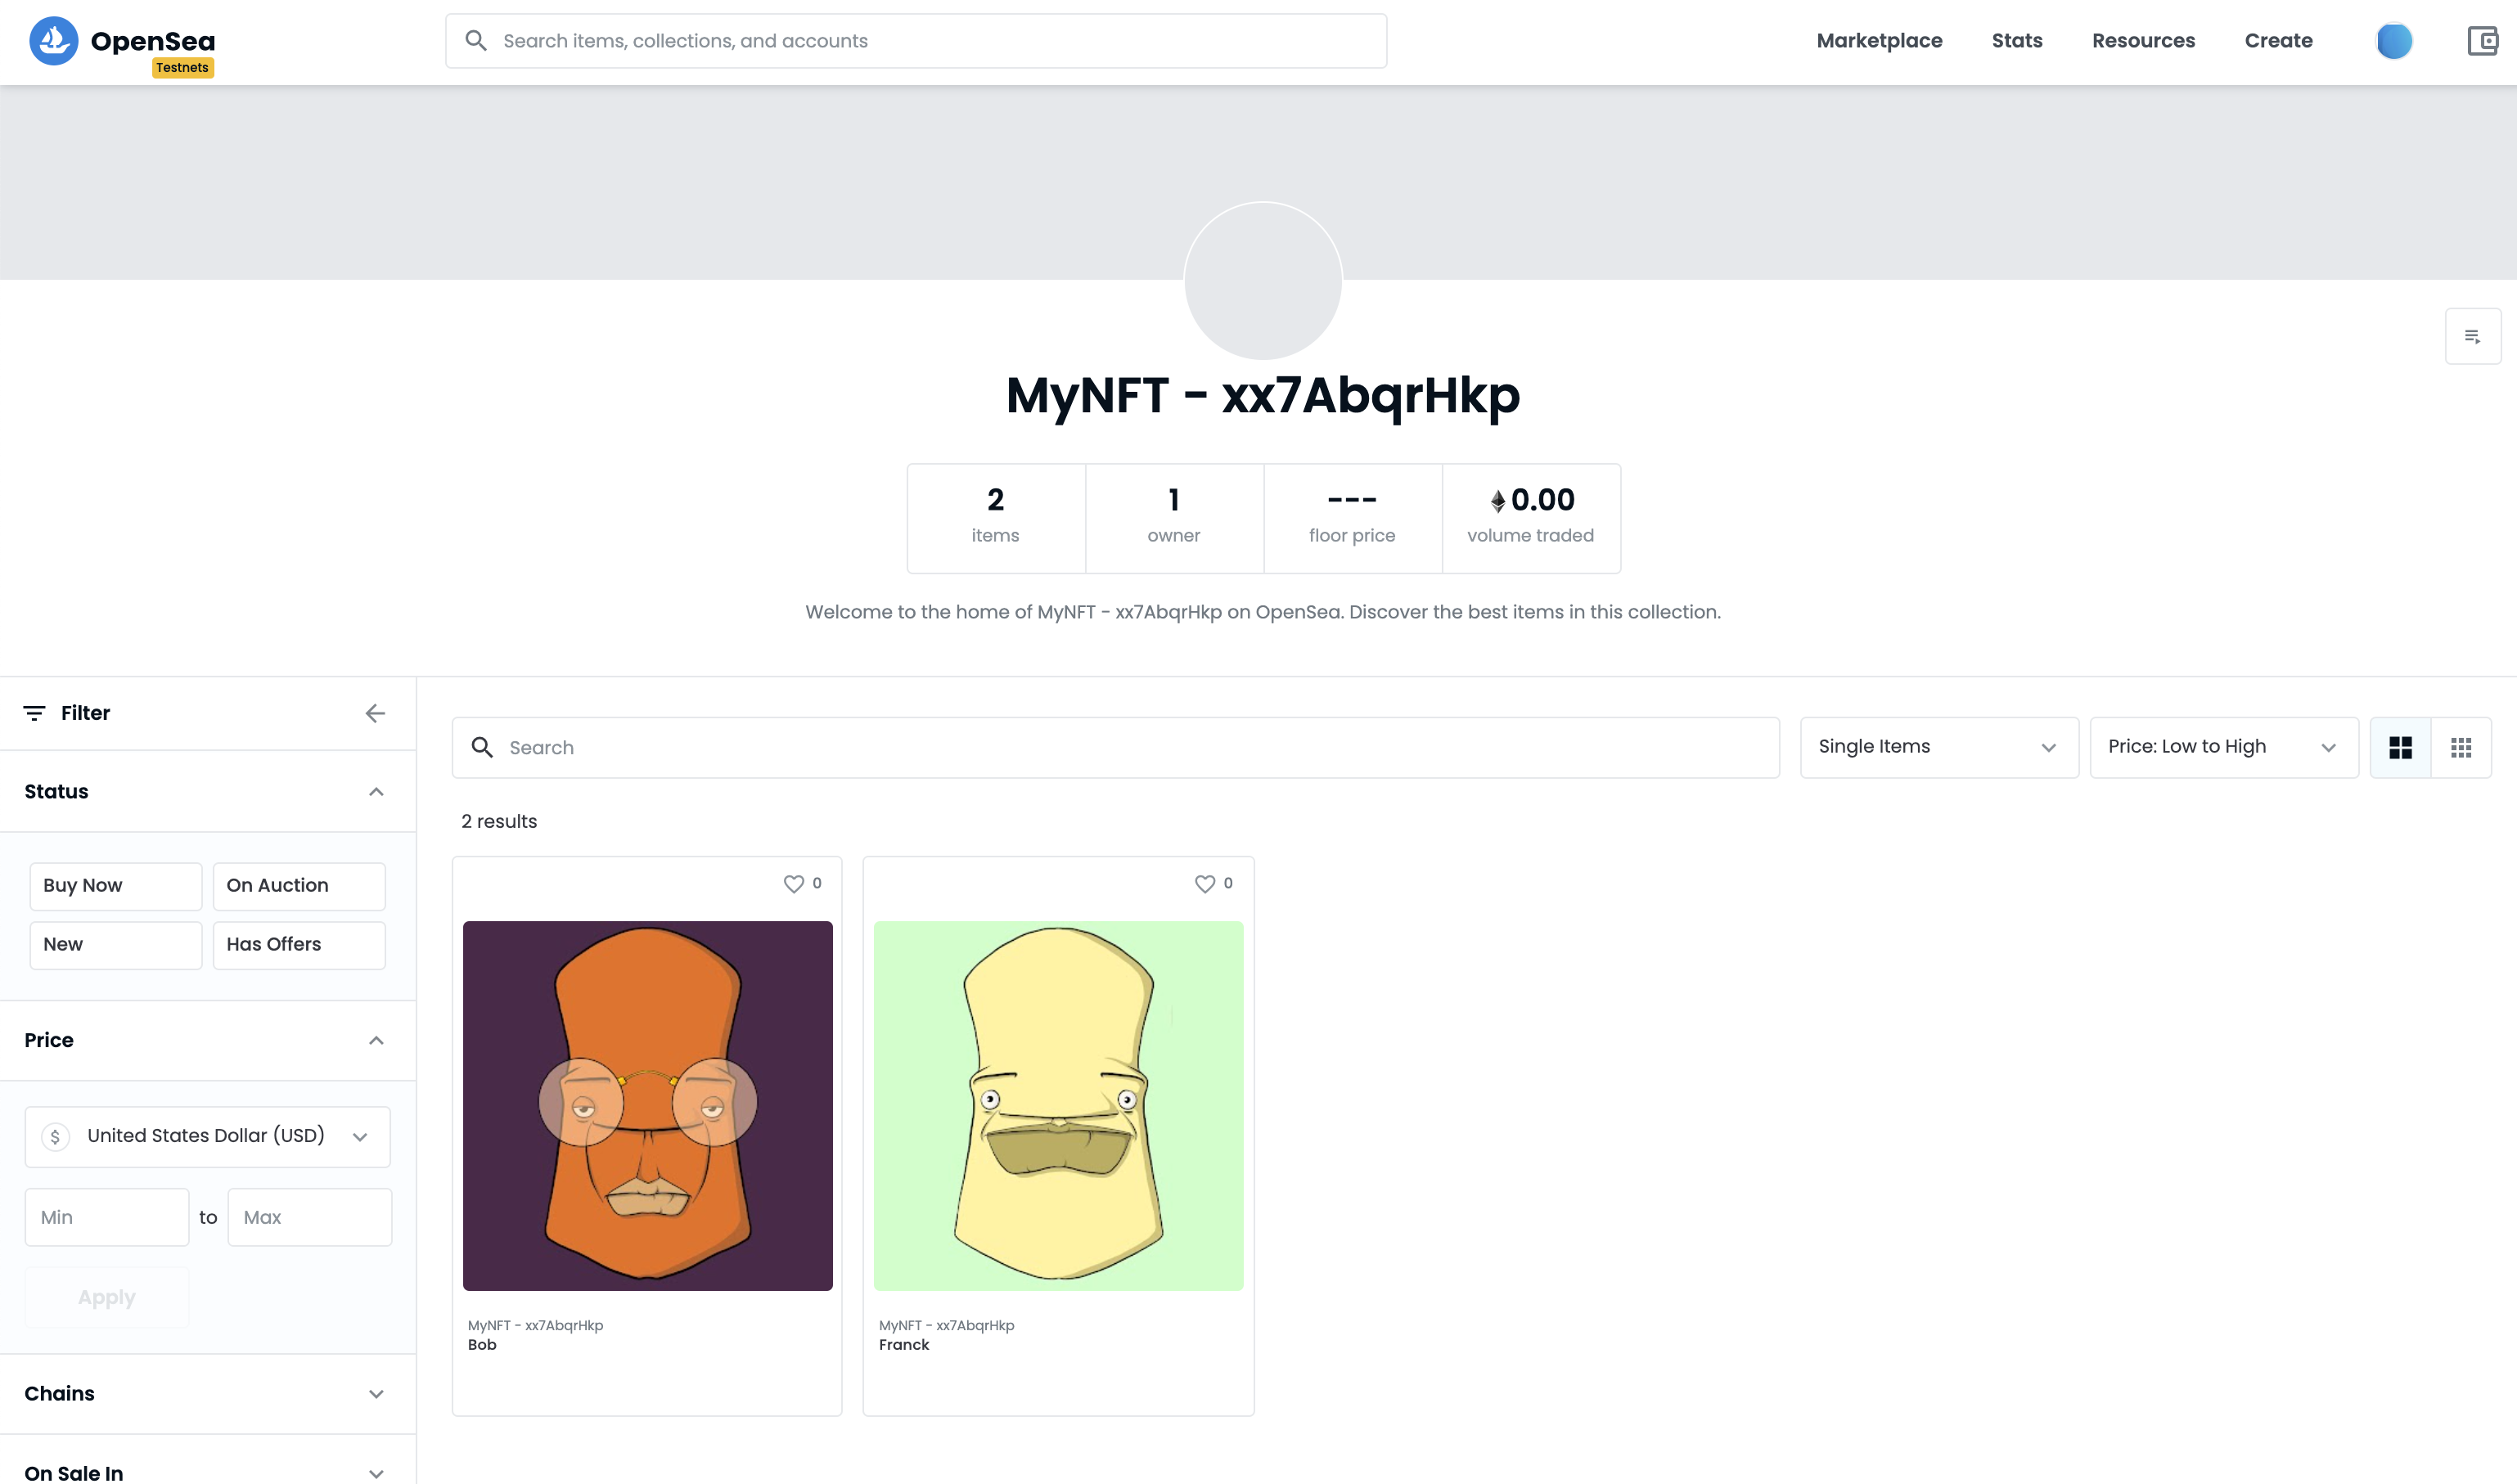 OpenSea
Testnets
Search items, collections, and accounts
Marketplace
Stats
Resources
Create
MyNFT - xx7AbqrHkp
2
items
1
owner
---
floor price
0.00
volume traded
Welcome to the home of MyNFT - xx7AbqrHkp on OpenSea. Discover the best items in this collection.
Filter
Status
Buy Now
On Auction
New
Has Offers
Price
$ United States Dollar (USD)
Min
to
Max
Apply
Chains
On Sale In
Search
Single Items
Price: Low to High
2 results
0
MyNFT - xx7AbqrHkp
Bob
0
MyNFT - xx7AbqrHkp
Franck